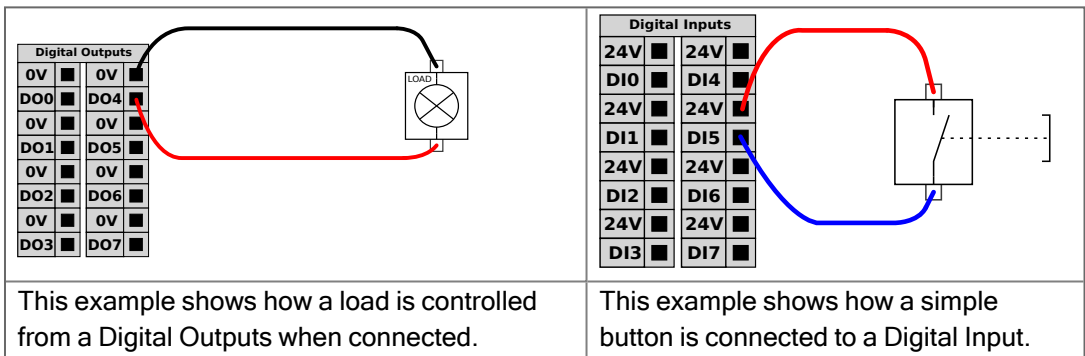 Digital Outputs
0V 0V
DO0 DO4
0V 0V
DO1 DO5
0V 0V
DO2 DO6
0V 0V
DO3 DO7
LOAD
This example shows how a load is controlled
from a Digital Outputs when connected.
Digital Inputs
24V 24V
DI0 DI4
24V 24V
DI1 DI5
24V 24V
DI2 DI6
24V 24V
DI3 DI7
This example shows how a simple
button is connected to a Digital Input.